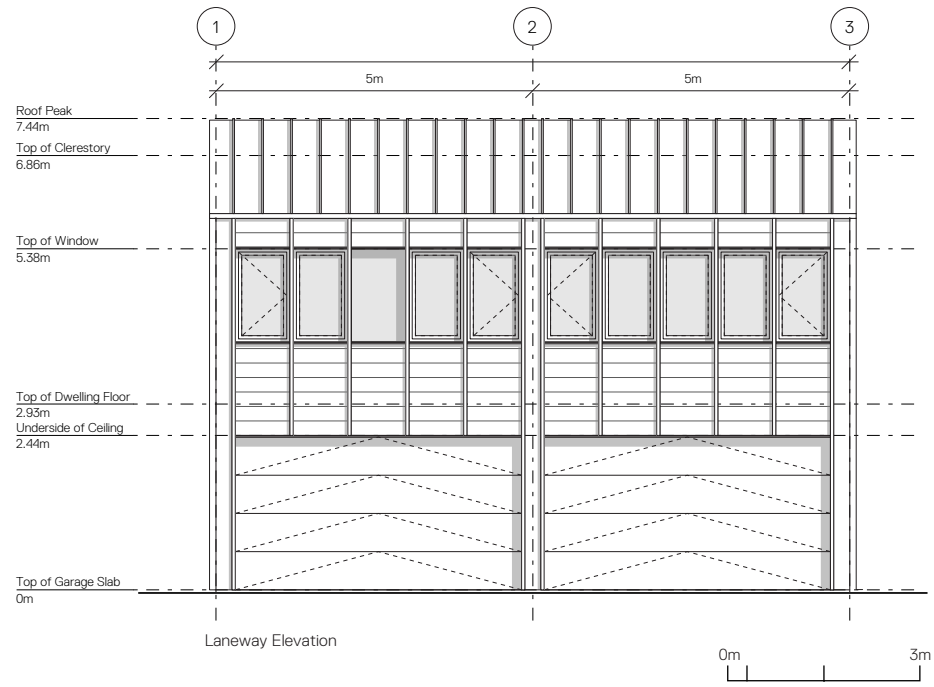 1
2
3
5m
5m
Roof Peak
7.44m
Top of Clerestory
6.86m
Top of Window
5.38m
Top of Dwelling Floor
2.93m
Underside of Ceiling
2.44m
Top of Garage Slab
0m
Laneway Elevation
0m
3m